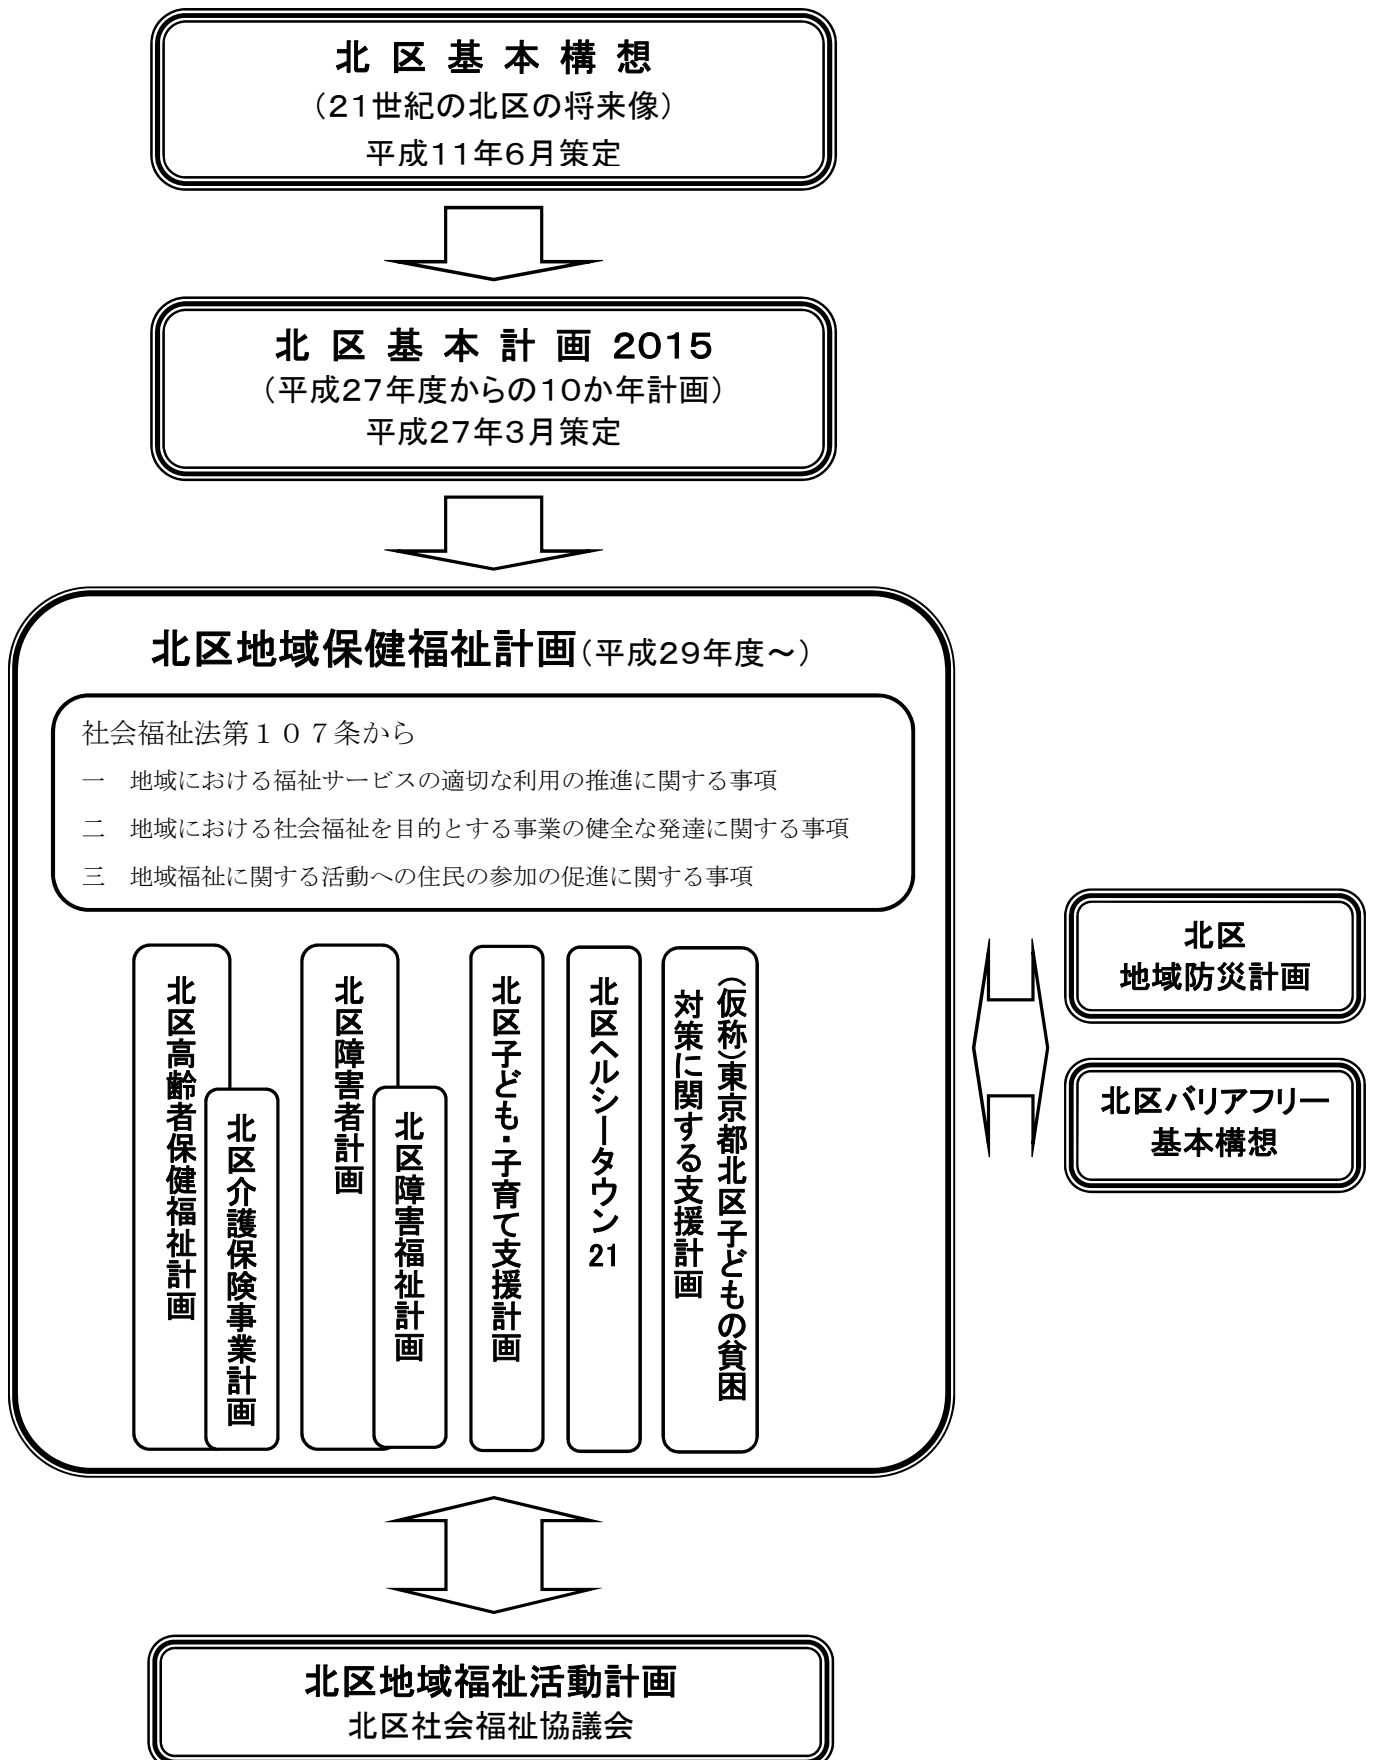 北区基本構想
（21世紀の北区の将来像）
平成11年6月策定
北区基本計画 2015
（平成27年度からの10か年計画）
平成27年3月策定
北区地域保健福祉計画（平成29年度～）
社会福祉法第１０７条から
一　地域における福祉サービスの適切な利用の推進に関する事項
二　地域における社会福祉を目的とする事業の健全な発達に関する事項
三　地域福祉に関する活動への住民の参加の促進に関する事項
北区高齢者保健福祉計画
北区介護保険事業計画
北区障害者計画
北区障害福祉計画
北区子ども・子育て支援計画
北区ヘルシータウン21
（仮称）東京都北区子どもの貧困
対策に関する支援計画
北区
地域防災計画
北区バリアフリー
基本構想
北区地域福祉活動計画
北区社会福祉協議会